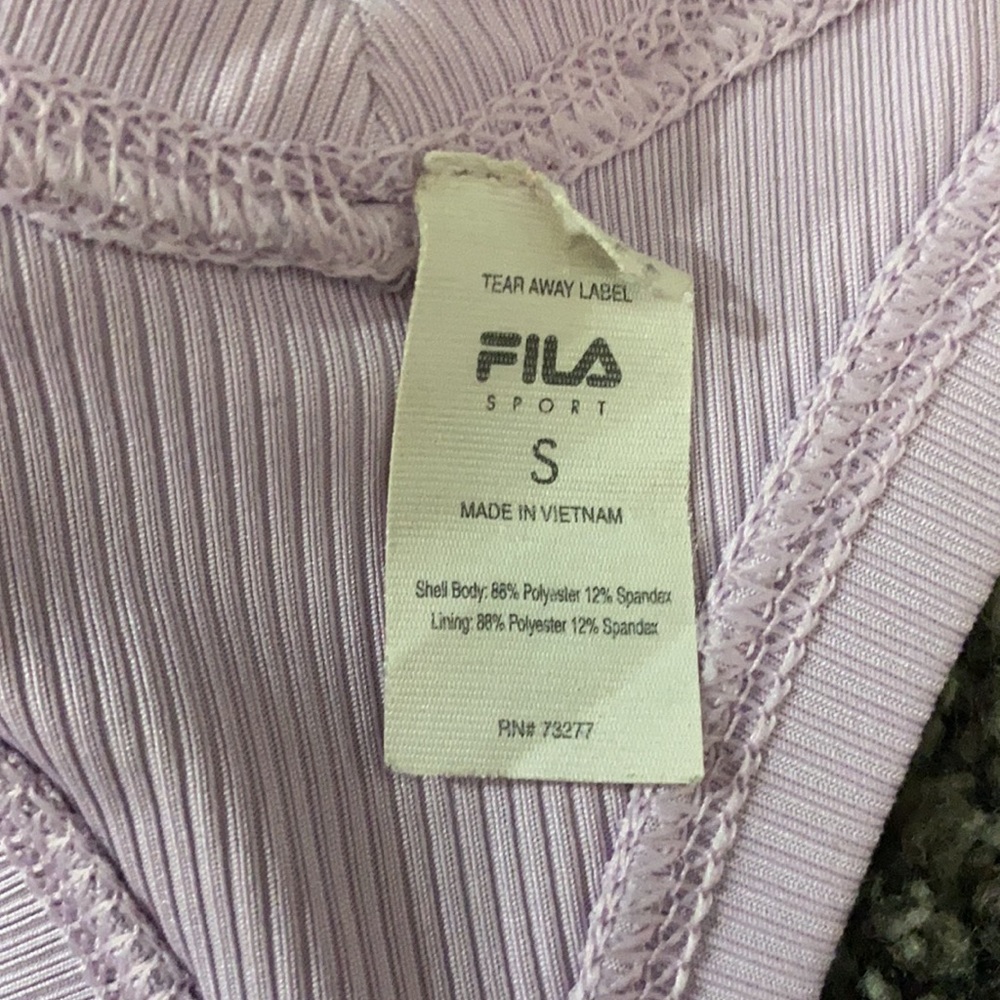 TEAR AWAY LABEL
FILA
SPORT
S
MADE IN VIETNAM
Shell Body: 88% Polyester 12% Spandex
Lining: 88% Polyester 12% Spandex
RN# 73277